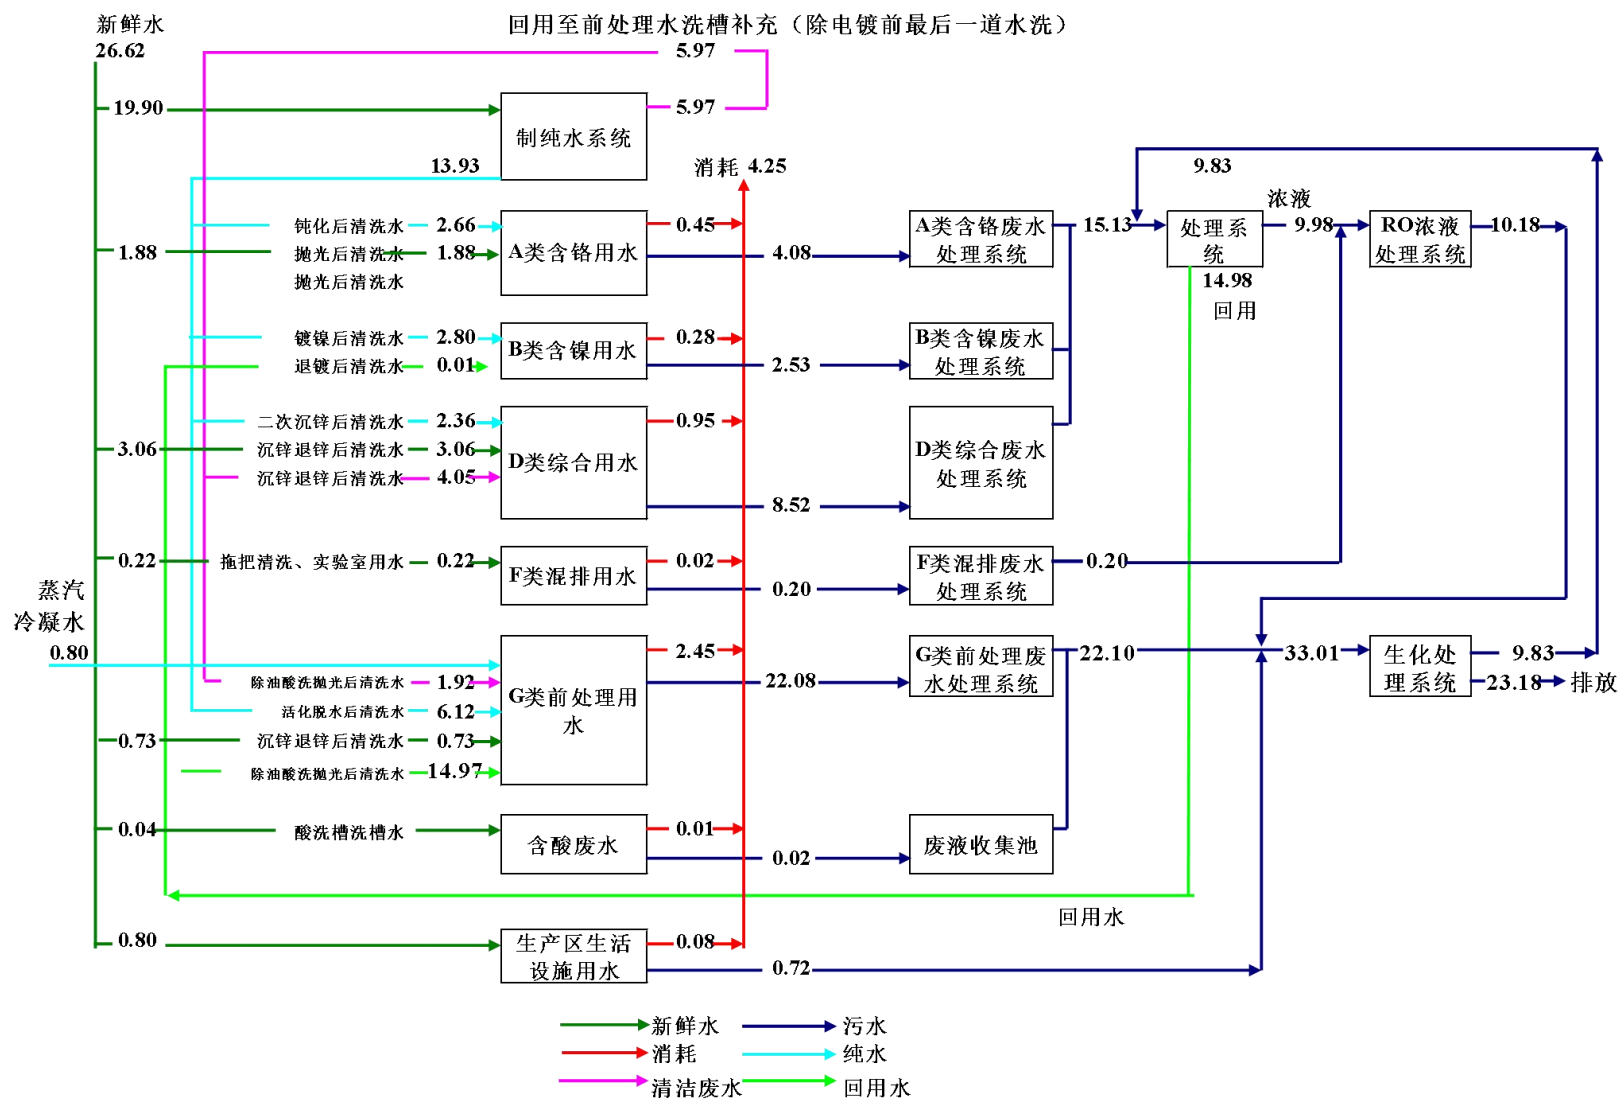 新鲜水
26.62
回用至前处理水洗槽补充（除电镀前最后一道水洗）
5.97
19.90
5.97
制纯水系统
13.93
消耗 4.25
9.83
浓液
钝化后清洗水 2.66
0.45
A类含铬用水
A类含铬废水
处理系统
15.13
处理系
统
9.98
RO浓液
处理系统
10.18
1.88
抛光后清洗水 1.88
4.08
抛光后清洗水
14.98
回用
镀镍后清洗水 2.80
0.28
B类含镍用水
B类含镍废水
处理系统
退镀后清洗水 0.01
2.53
二次沉锌后清洗水 2.36
0.95
3.06
沉锌退锌后清洗水 3.06
D类综合用水
D类综合废水
处理系统
沉锌退锌后清洗水 4.05
8.52
0.22
拖把清洗、实验室用水 0.22
F类混排用水
0.02
F类混排废水
处理系统
0.20
0.20
蒸汽
冷凝水
0.80
2.45
G类前处理废
水处理系统
22.10
33.01
生化处
理系统
9.83
除油酸洗抛光后清洗水 1.92
22.08
23.18
排放
G类前处理用
水
活化脱水后清洗水 6.12
0.73
沉锌退锌后清洗水 0.73
除油酸洗抛光后清洗水 14.97
0.04
酸洗槽洗槽水
含酸废水
0.01
0.02
废液收集池
回用水
0.80
生产区生活
设施用水
0.08
0.72
新鲜水
污水
消耗
纯水
清洁废水
回用水